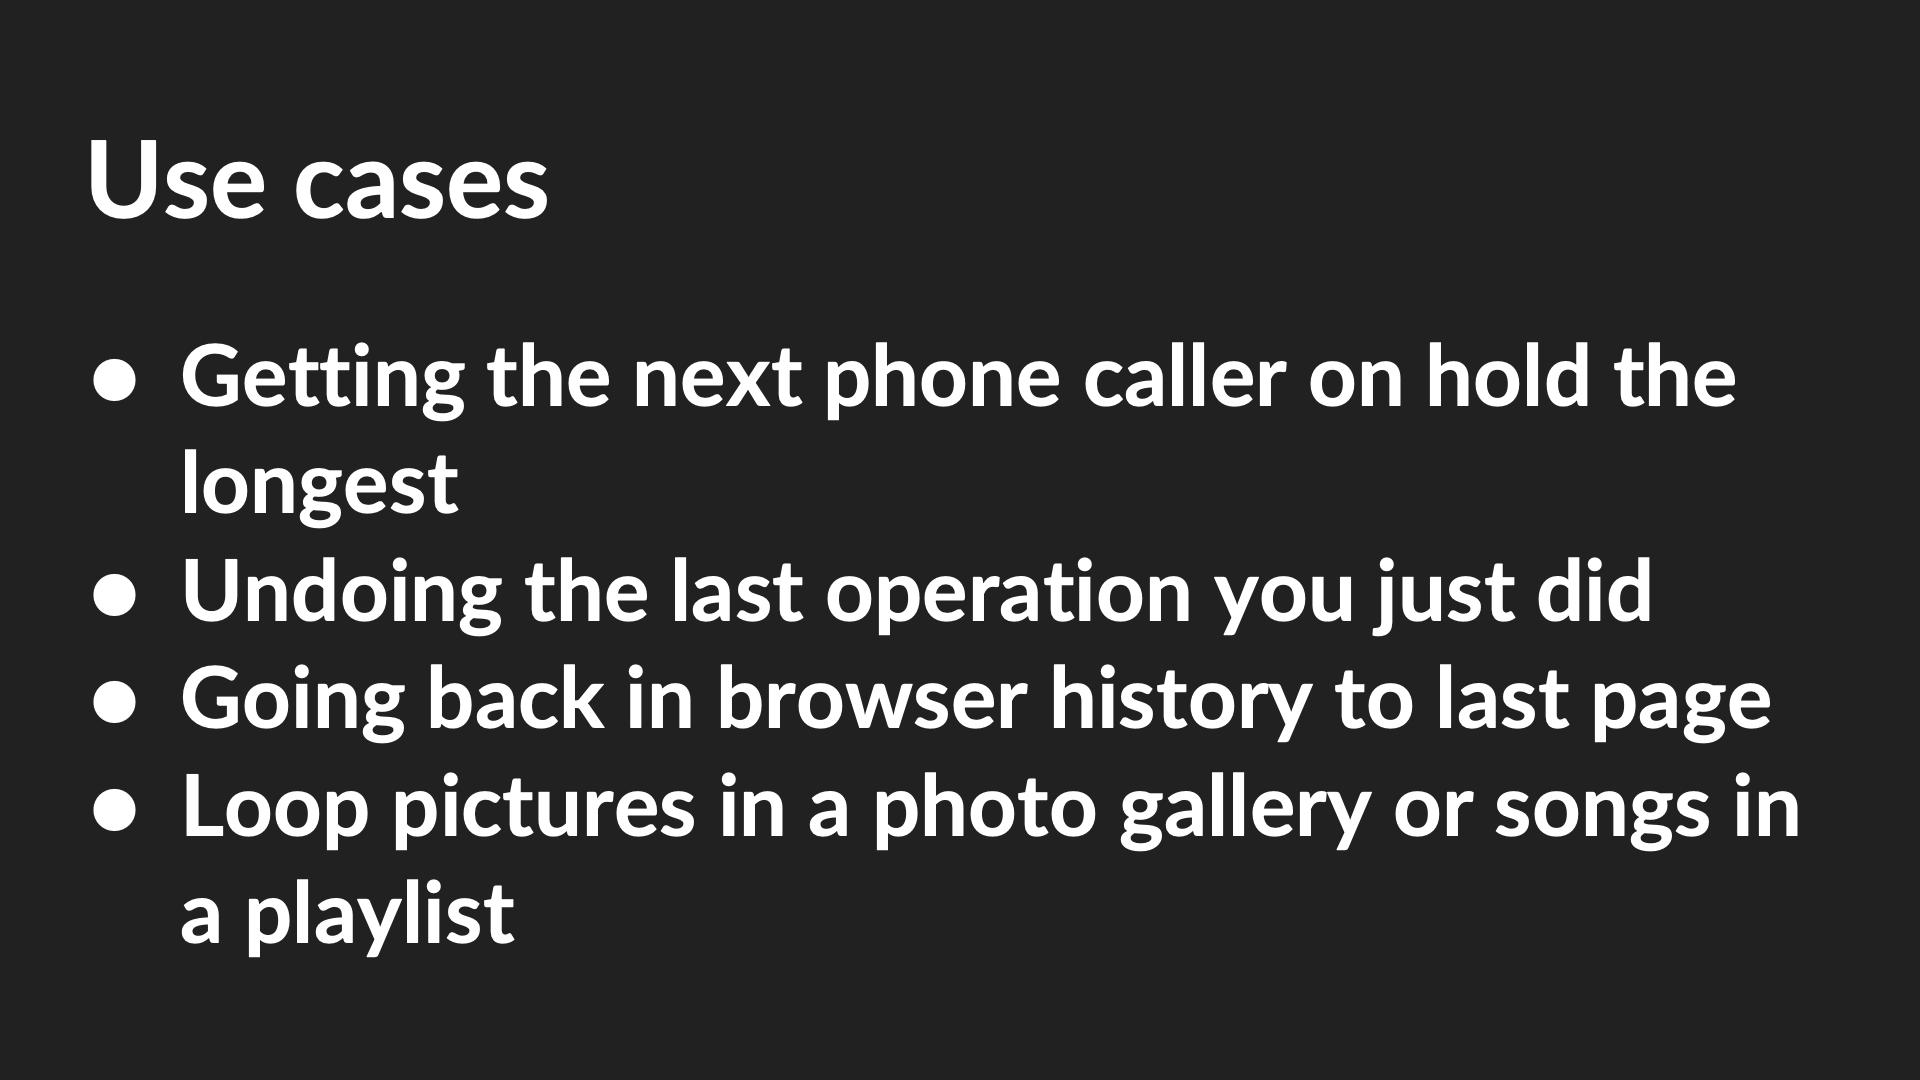 Use cases
● Getting the next phone caller on hold the
longest
● Undoing the last operation you just did
● Going back in browser history to last page
● Loop pictures in a photo gallery or songs in
a playlist